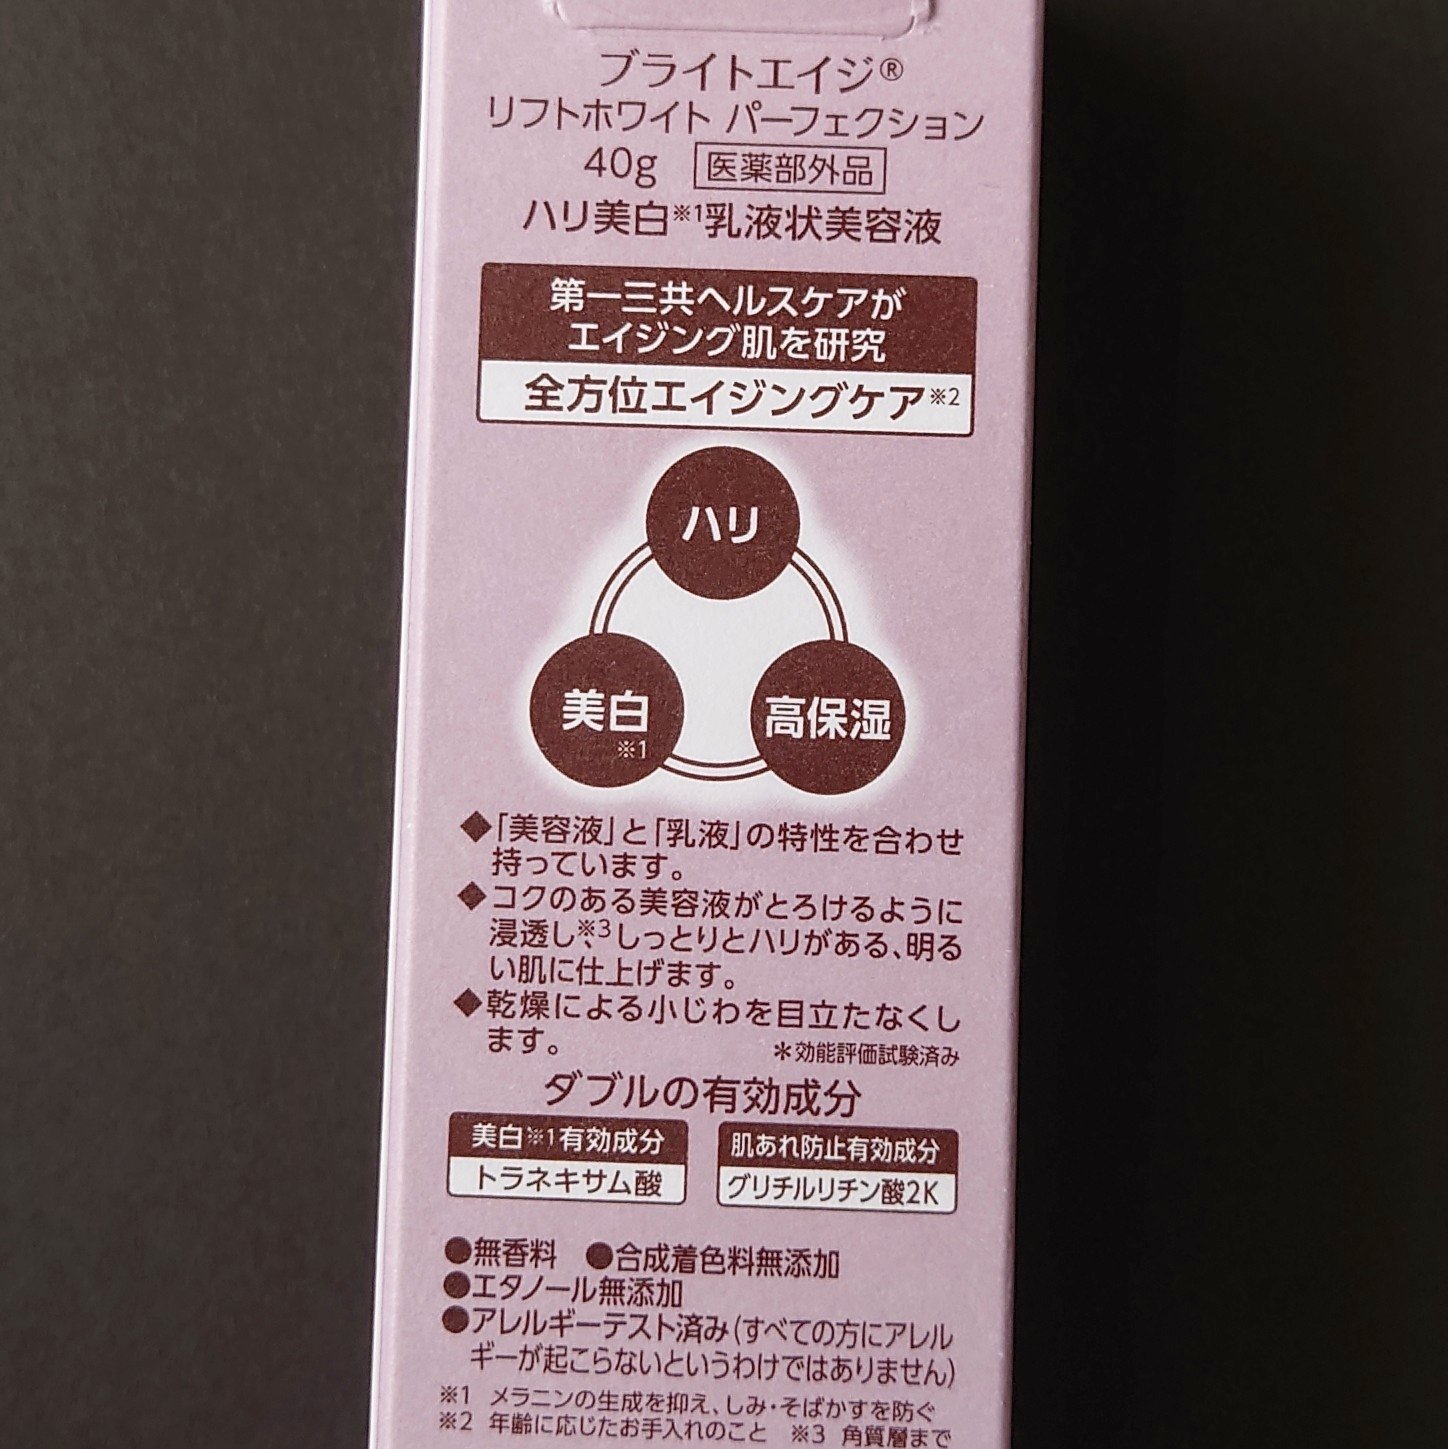 ブライトエイジ®
リフトホワイト パーフェクション
40g 医薬部外品
ハリ美白※1乳液状美容液
第一三共ヘルスケアが
エイジング肌を研究
全方位エイジングケア※2
ハリ
美白
※1
高保湿
◆「美容液」と「乳液」の特性を合わせ
持っています。
◆コクのある美容液がとろけるように
浸透し※3、しっとりとハリがある、明る
い肌に仕上げます。
◆乾燥による小じわを目立たなくし
ます。 *効能評価試験済み
ダブルの有効成分
美白※1有効成分
トラネキサム酸
肌あれ防止有効成分
グリチルリチン酸2K
●無香料 ●合成着色料無添加
●エタノール無添加
●アレルギーテスト済み(すべての方にアレル
ギーが起こらないというわけではありません)
※1 メラニンの生成を抑え、しみ・そばかすを防ぐ
※2 年齢に応じたお手入れのこと ※3 角質層まで